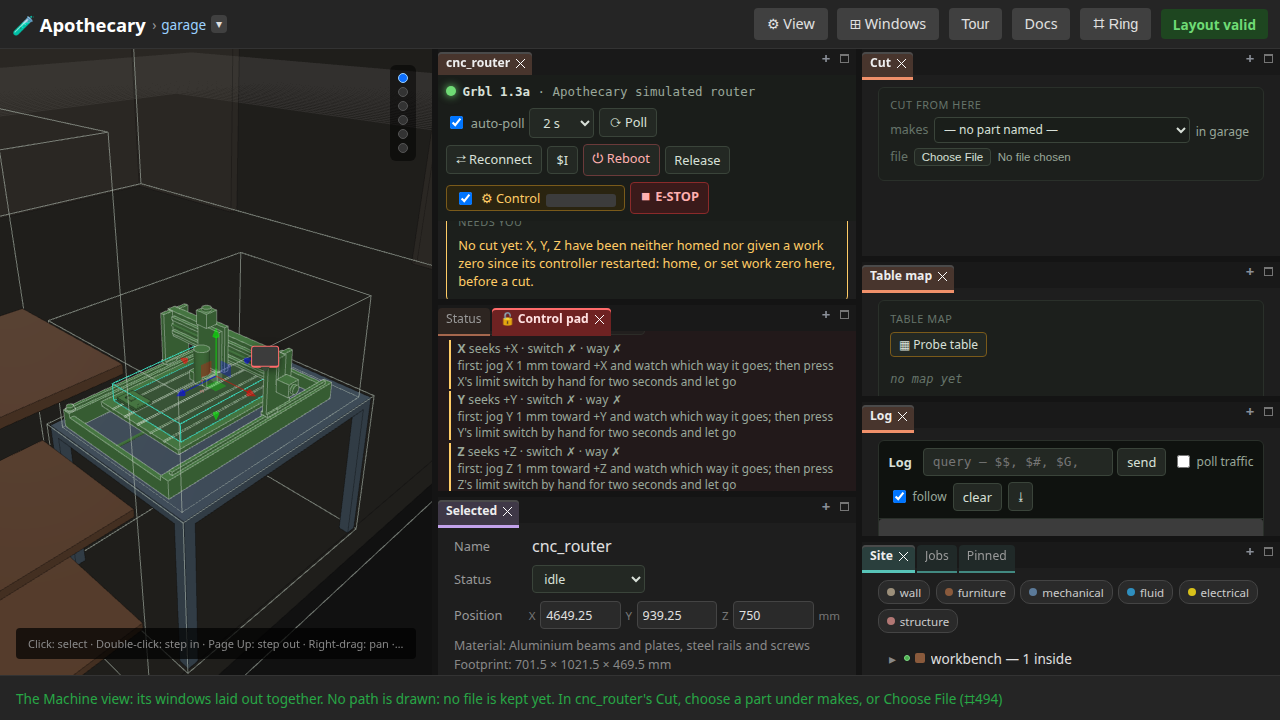 🧪 Apothecary › garage ▾
⚙ View
⊞ Windows
Tour
Docs
⌗ Ring
Layout valid
Click: select · Double-click: step in · Page Up: step out · Right-drag: pan ·...
cnc_router
Grbl 1.3a · Apothecary simulated router
auto-poll 2 s ⟳ Poll
⇄ Reconnect $I ⏻ Reboot Release
⚙ Control ■ E-STOP
NEEDS YOU
No cut yet: X, Y, Z have been neither homed nor given a work
zero since its controller restarted: home, or set work zero here,
before a cut.
Status 🔓 Control pad
X seeks +X · switch ✗ · way ✗
first: jog X 1 mm toward +X and watch which way it goes; then press
X's limit switch by hand for two seconds and let go
Y seeks +Y · switch ✗ · way ✗
first: jog Y 1 mm toward +Y and watch which way it goes; then press
Y's limit switch by hand for two seconds and let go
Z seeks +Z · switch ✗ · way ✗
first: jog Z 1 mm toward +Z and watch which way it goes; then press
Z's limit switch by hand for two seconds and let go
Selected
Name cnc_router
Status idle
Position X 4649.25 Y 939.25 Z 750 mm
Material: Aluminium beams and plates, steel rails and screws
Footprint: 701.5 × 1021.5 × 469.5 mm
Cut
CUT FROM HERE
makes — no part named — in garage
file Choose File No file chosen
Table map
TABLE MAP
▦ Probe table
no map yet
Log
Log query — $$, $#, $G, send poll traffic
follow clear ⭳
Site Jobs Pinned
wall furniture mechanical fluid electrical
structure
▸ workbench — 1 inside
The Machine view: its windows laid out together. No path is drawn: no file is kept yet. In cnc_router's Cut, choose a part under makes, or Choose File (⌗494)